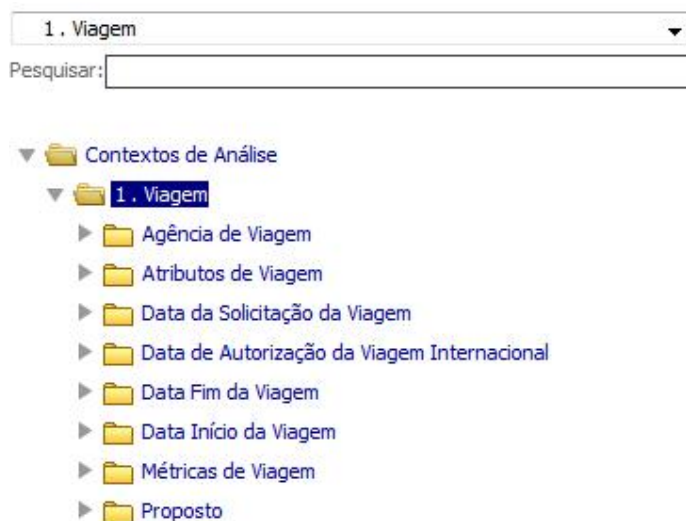 1 . Viagem
Pesquisar:
Contextos de Análise
1 . Viagem
Agência de Viagem
Atributos de Viagem
Data da Solicitação da Viagem
Data de Autorização da Viagem Internacional
Data Fim da Viagem
Data Início da Viagem
Métricas de Viagem
Proposto